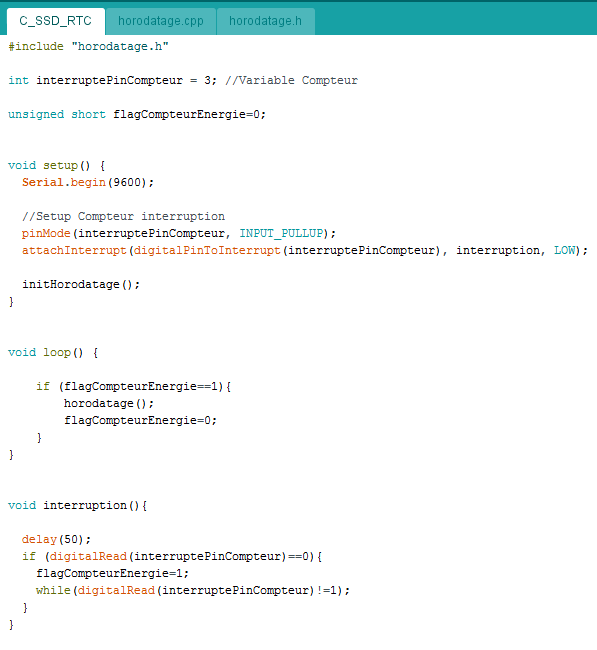 C_SSD_RTC horodatage.cpp horodatage.h
#include "horodatage.h"
int interruptePinCompteur = 3; //Variable Compteur
unsigned short flagCompteurEnergie=0;
void setup() {
  Serial.begin(9600);
  //Setup Compteur interruption
  pinMode(interruptePinCompteur, INPUT_PULLUP);
  attachInterrupt(digitalPinToInterrupt(interruptePinCompteur), interruption, LOW);
  initHorodatage();
}
void loop() {
    if (flagCompteurEnergie==1){
        horodatage();
        flagCompteurEnergie=0;
    }
}
void interruption(){
  delay(50);
  if (digitalRead(interruptePinCompteur)==0){
    flagCompteurEnergie=1;
    while(digitalRead(interruptePinCompteur)!=1);
  }
}